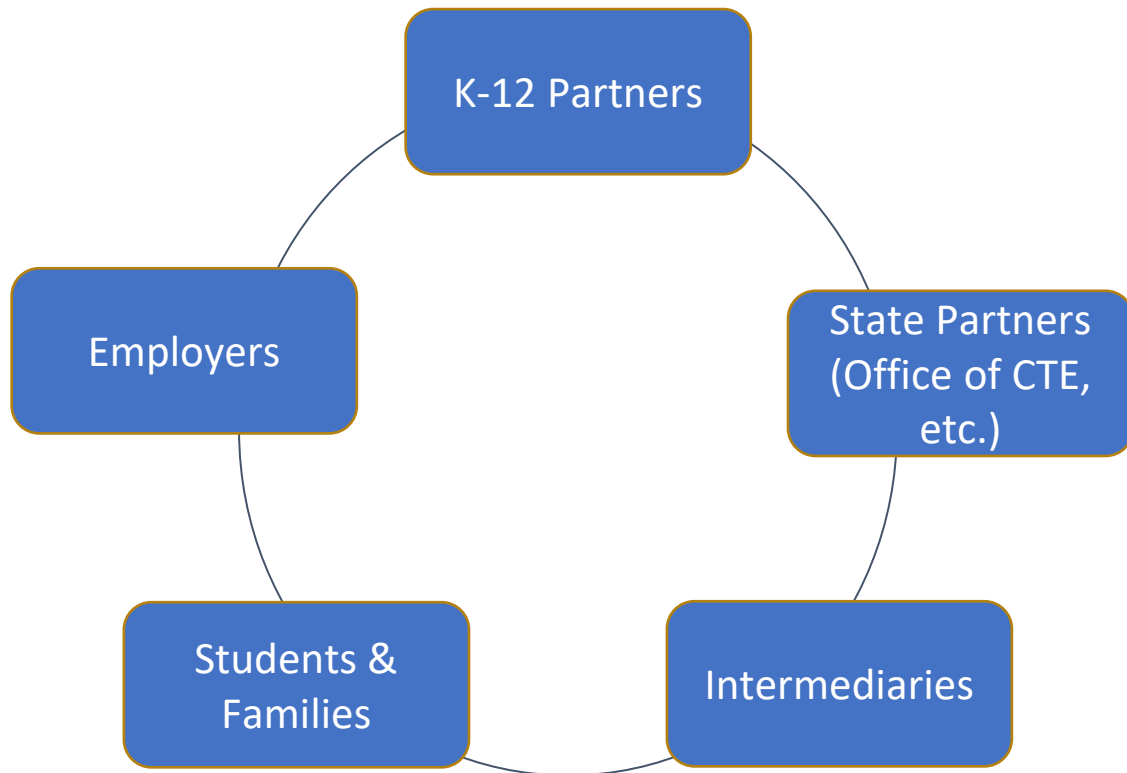 K-12 Partners
Employers
State Partners
(Office of CTE,
etc.)
Students &
Families
Intermediaries